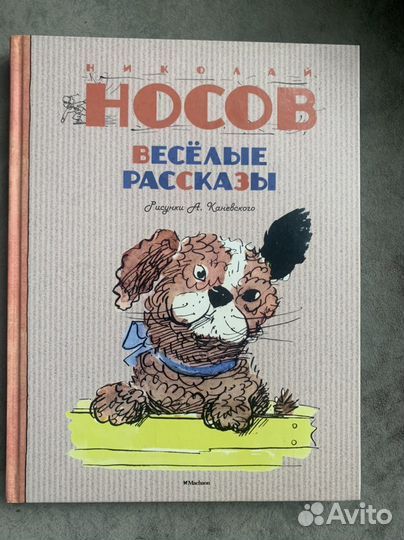 НИКОЛАЙ
НОСОВ
ВЕСЁЛЫЕ
РАССКАЗЫ
Рисунки А. Каневского
Machaon
Avito